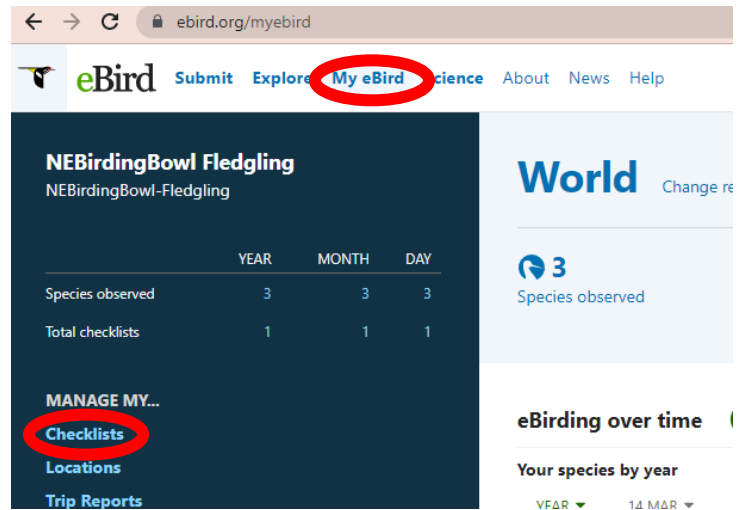 ebird.org/myebird
eBird Submit Explore My eBird Science About News Help
NEBirdingBowl Fledgling
NEBirdingBowl-Fledgling
YEAR MONTH DAY
Species observed 3 3 3
Total checklists 1 1 1
MANAGE MY...
Checklists
Locations
Trip Reports
World Change re
3
Species observed
eBirding over time
Your species by year
YEAR 14 MAR